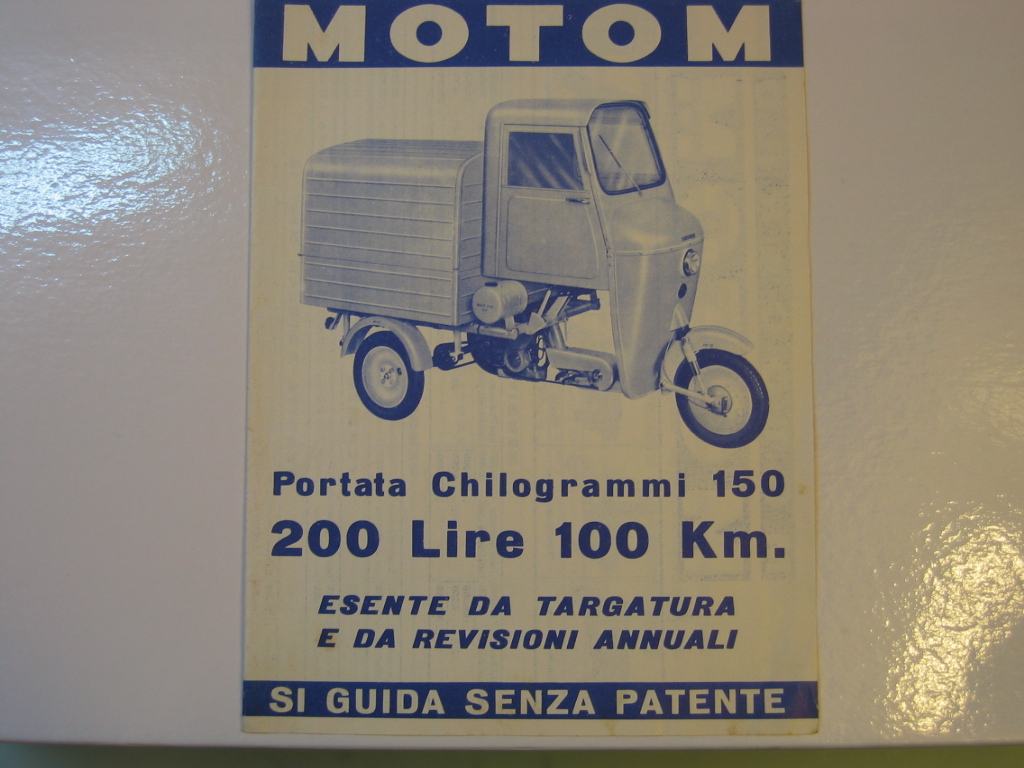 MOTOM
Portata Chilogrammi 150
200 Lire 100 Km.
ESENTE DA TARGATURA
E DA REVISIONI ANNUALI
SI GUIDA SENZA PATENTE